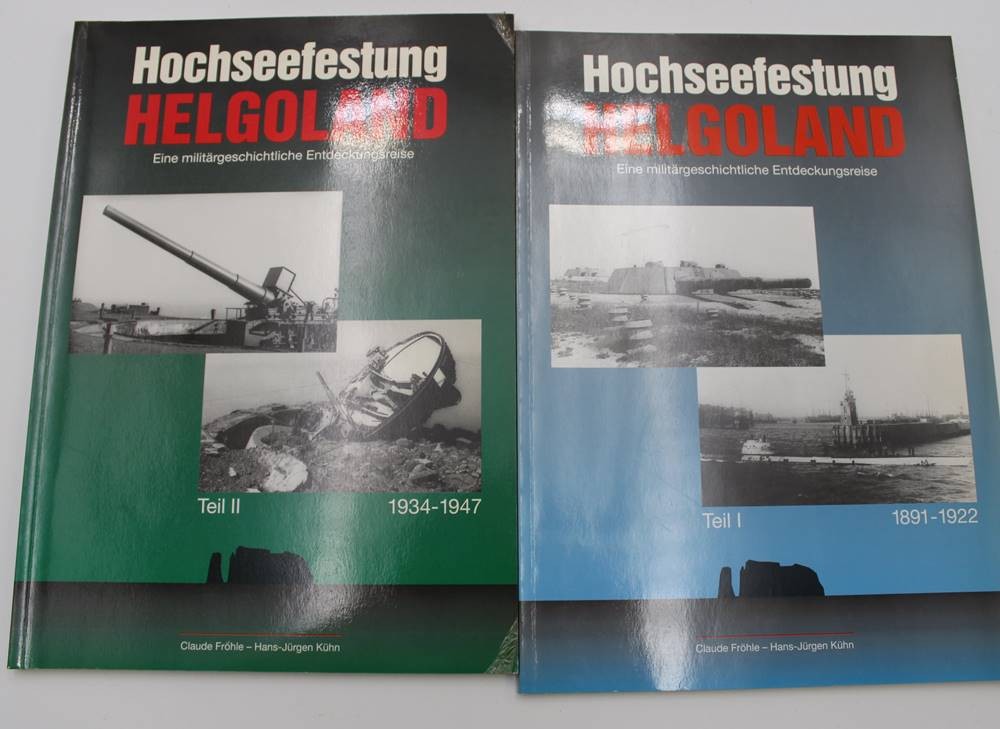 Hochseefestung
HELGOLAND
Eine militärgeschichtliche Entdeckungsreise
Teil II
1934-1947
Claude Fröhle – Hans-Jürgen Kühn
Hochseefestung
HELGOLAND
Eine militärgeschichtliche Entdeckungsreise
Teil I
1891-1922
Claude Fröhle – Hans-Jürgen Kühn